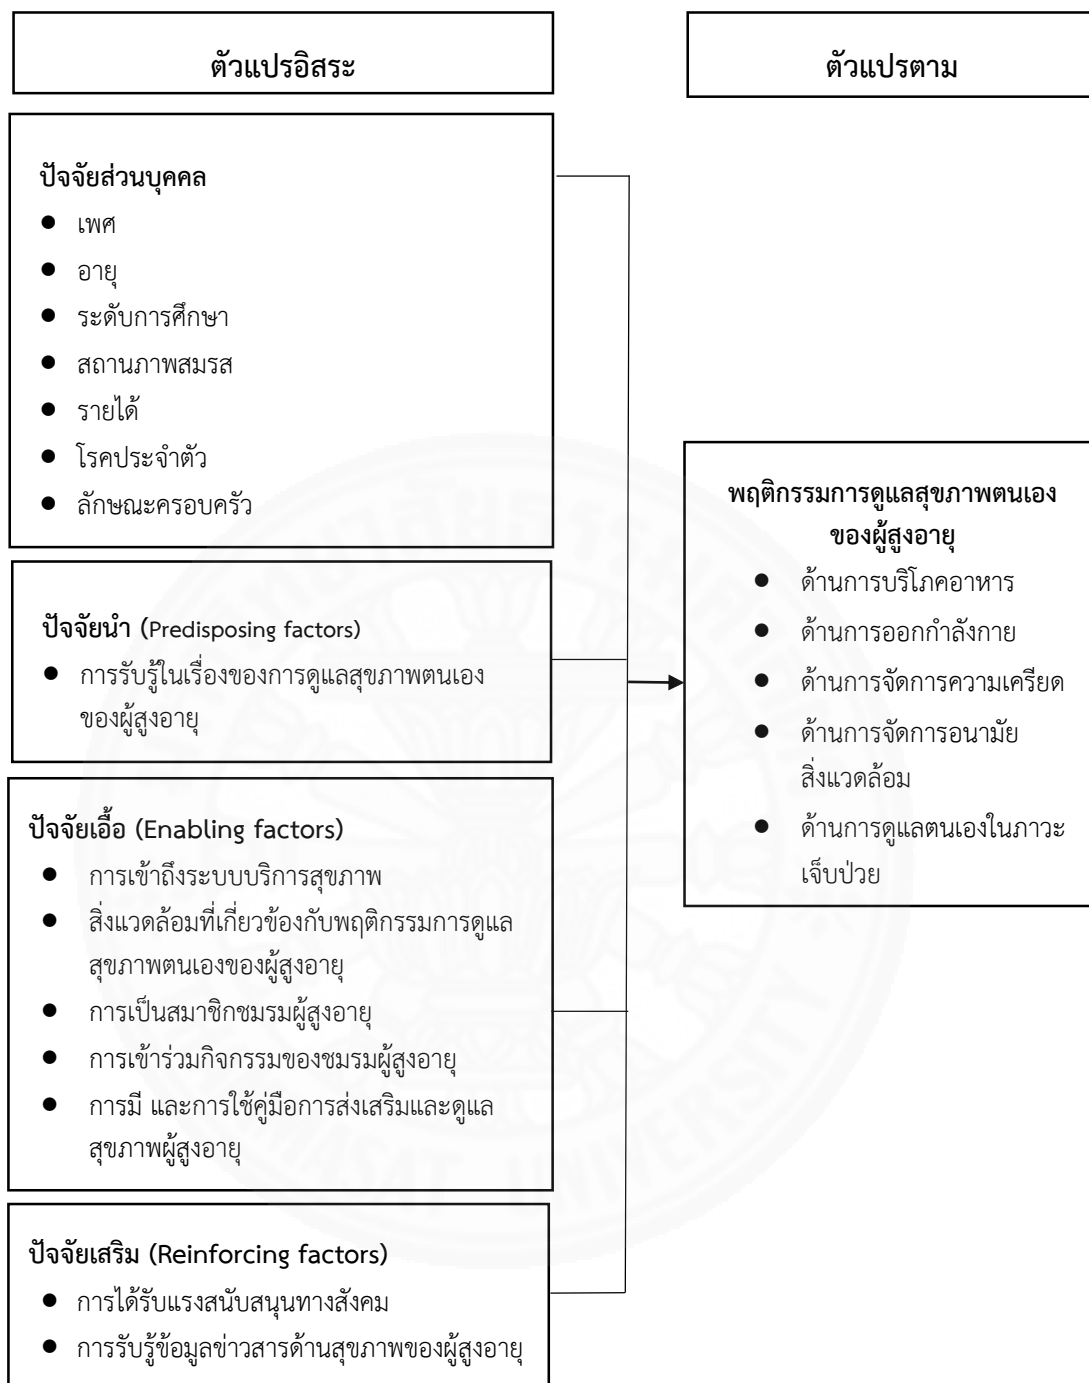 ตัวแปรอิสระ
ตัวแปรตาม
ปัจจัยส่วนบุคคล
● เพศ
● อายุ
● ระดับการศึกษา
● สถานภาพสมรส
● รายได้
● โรคประจำตัว
● ลักษณะครอบครัว
ปัจจัยนำ (Predisposing factors)
● การรับรู้ในเรื่องของการดูแลสุขภาพตนเอง
ของผู้สูงอายุ
ปัจจัยเอื้อ (Enabling factors)
● การเข้าถึงระบบบริการสุขภาพ
● สิ่งแวดล้อมที่เกี่ยวข้องกับพฤติกรรมการดูแล
สุขภาพตนเองของผู้สูงอายุ
● การเป็นสมาชิกชมรมผู้สูงอายุ
● การเข้าร่วมกิจกรรมของชมรมผู้สูงอายุ
● การมี และการใช้คู่มือการส่งเสริมและดูแล
สุขภาพผู้สูงอายุ
ปัจจัยเสริม (Reinforcing factors)
● การได้รับแรงสนับสนุนทางสังคม
● การรับรู้ข้อมูลข่าวสารด้านสุขภาพของผู้สูงอายุ
พฤติกรรมการดูแลสุขภาพตนเอง
ของผู้สูงอายุ
● ด้านการบริโภคอาหาร
● ด้านการออกกำลังกาย
● ด้านการจัดการความเครียด
● ด้านการจัดการอนามัย
สิ่งแวดล้อม
● ด้านการดูแลตนเองในภาวะ
เจ็บป่วย